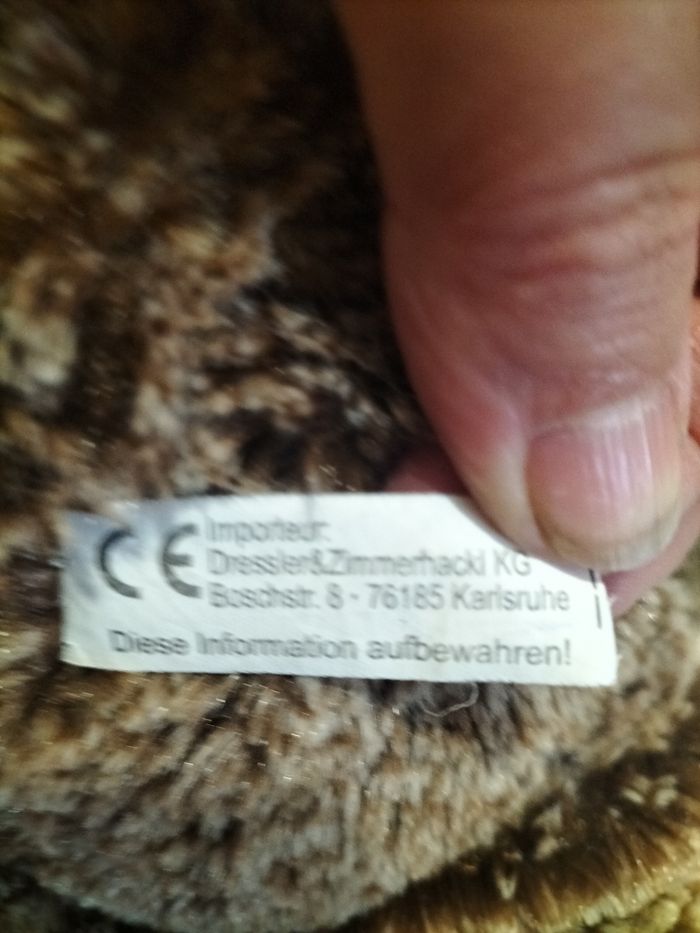 CE
Importeur:
Dressler&Zimmerhackl KG
Boschstr. 8 - 76185 Karlsruhe
Diese Information aufbewahren!